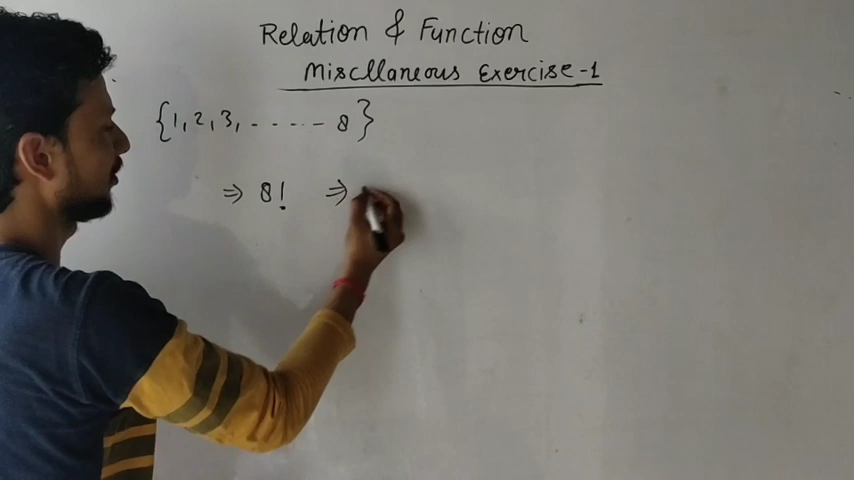 Relation & Function
Miscllaneous Exercise-1
{1,2,3,----- 8}
⇒ 8! ⇒